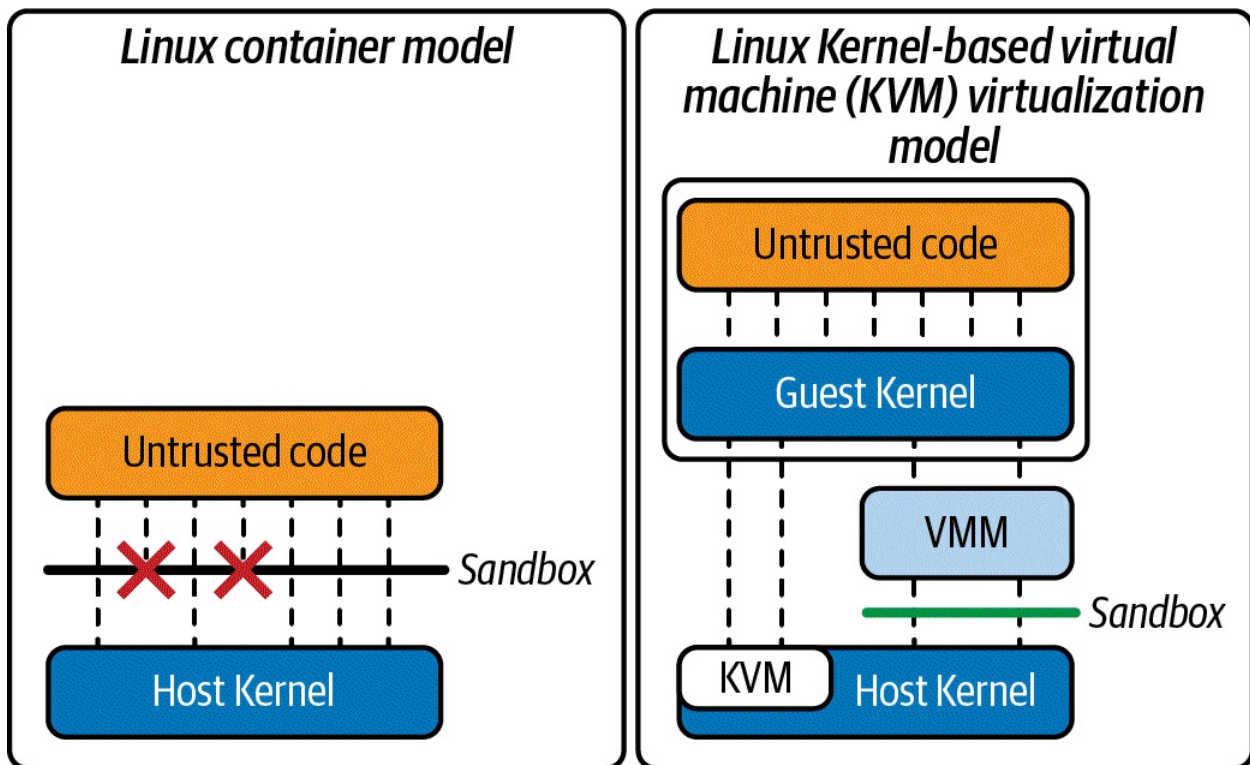 Linux container model
Untrusted code
Sandbox
Host Kernel
Linux Kernel-based virtual
machine (KVM) virtualization
model
Untrusted code
Guest Kernel
VMM
Sandbox
KVM
Host Kernel